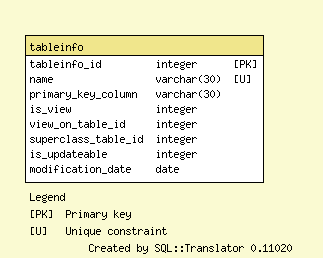 tableinfo
tableinfo_id integer [PK]
name varchar(30) [U]
primary_key_column varchar(30)
is_view integer
view_on_table_id integer
superclass_table_id integer
is_updateable integer
modification_date date
Legend
[PK] Primary key
[U] Unique constraint
Created by SQL::Translator 0.11020